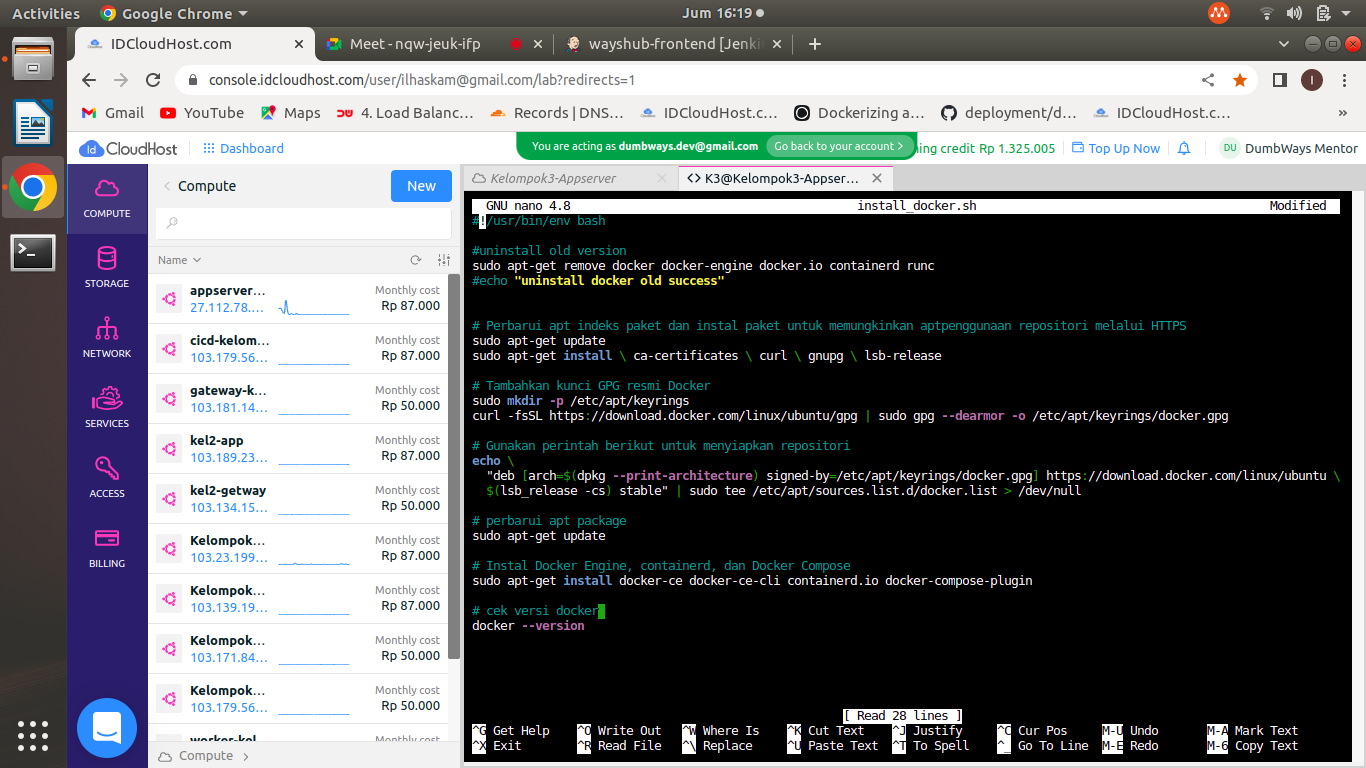 Activities
Google Chrome
Jum 16:19
IDCloudHost.com
Meet - nqw-jeuk-ifp
wayshub-frontend [Jenki
console.idcloudhost.com/user/ilhaskam@gmail.com/lab?redirects=1
I
Gmail
YouTube
Maps
4. Load Balanc...
Records | DNS...
IDCloudHost.c...
Dockerizing a...
deployment/d...
IDCloudHost.c...
»
Id CloudHost
Dashboard
You are acting as dumbways.dev@gmail.com
Go back to your account >
ning credit Rp 1.325.005
Top Up Now
DU
DumbWays Mentor
COMPUTE
STORAGE
NETWORK
SERVICES
ACCESS
BILLING
Compute
New
Name
appserver...
Monthly cost
27.112.78....
Rp 87.000
cicd-kelom...
Monthly cost
103.179.56...
Rp 87.000
gateway-k...
Monthly cost
103.181.14...
Rp 50.000
kel2-app
Monthly cost
103.189.23...
Rp 87.000
kel2-getway
Monthly cost
103.134.15...
Rp 50.000
Kelompok...
Monthly cost
103.23.199...
Rp 87.000
Kelompok...
Monthly cost
103.139.19...
Rp 87.000
Kelompok...
Monthly cost
103.171.84...
Rp 50.000
Kelompok...
Monthly cost
103.179.56...
Rp 50.000
worker-kel
Monthly cost
Compute >
Kelompok3-Appserver
<> K3@Kelompok3-Appser...
GNU nano 4.8 install_docker.sh Modified
#!/usr/bin/env bash
#uninstall old version
sudo apt-get remove docker docker-engine docker.io containerd runc
#echo "uninstall docker old success"
# Perbarui apt indeks paket dan instal paket untuk memungkinkan aptpenggunaan repositori melalui HTTPS
sudo apt-get update
sudo apt-get install \ ca-certificates \ curl \ gnupg \ lsb-release
# Tambahkan kunci GPG resmi Docker
sudo mkdir -p /etc/apt/keyrings
curl -fsSL https://download.docker.com/linux/ubuntu/gpg | sudo gpg --dearmor -o /etc/apt/keyrings/docker.gpg
# Gunakan perintah berikut untuk menyiapkan repositori
echo \
"deb [arch=$(dpkg --print-architecture) signed-by=/etc/apt/keyrings/docker.gpg] https://download.docker.com/linux/ubuntu \
$(lsb_release -cs) stable" | sudo tee /etc/apt/sources.list.d/docker.list > /dev/null
# perbarui apt package
sudo apt-get update
# Instal Docker Engine, containerd, dan Docker Compose
sudo apt-get install docker-ce docker-ce-cli containerd.io docker-compose-plugin
# cek versi docker
docker --version
[ Read 28 lines ]
^G Get Help ^O Write Out ^W Where Is ^K Cut Text ^J Justify ^C Cur Pos M-U Undo M-A Mark Text
^X Exit ^R Read File ^\ Replace ^U Paste Text ^T To Spell ^_ Go To Line M-E Redo M-6 Copy Text